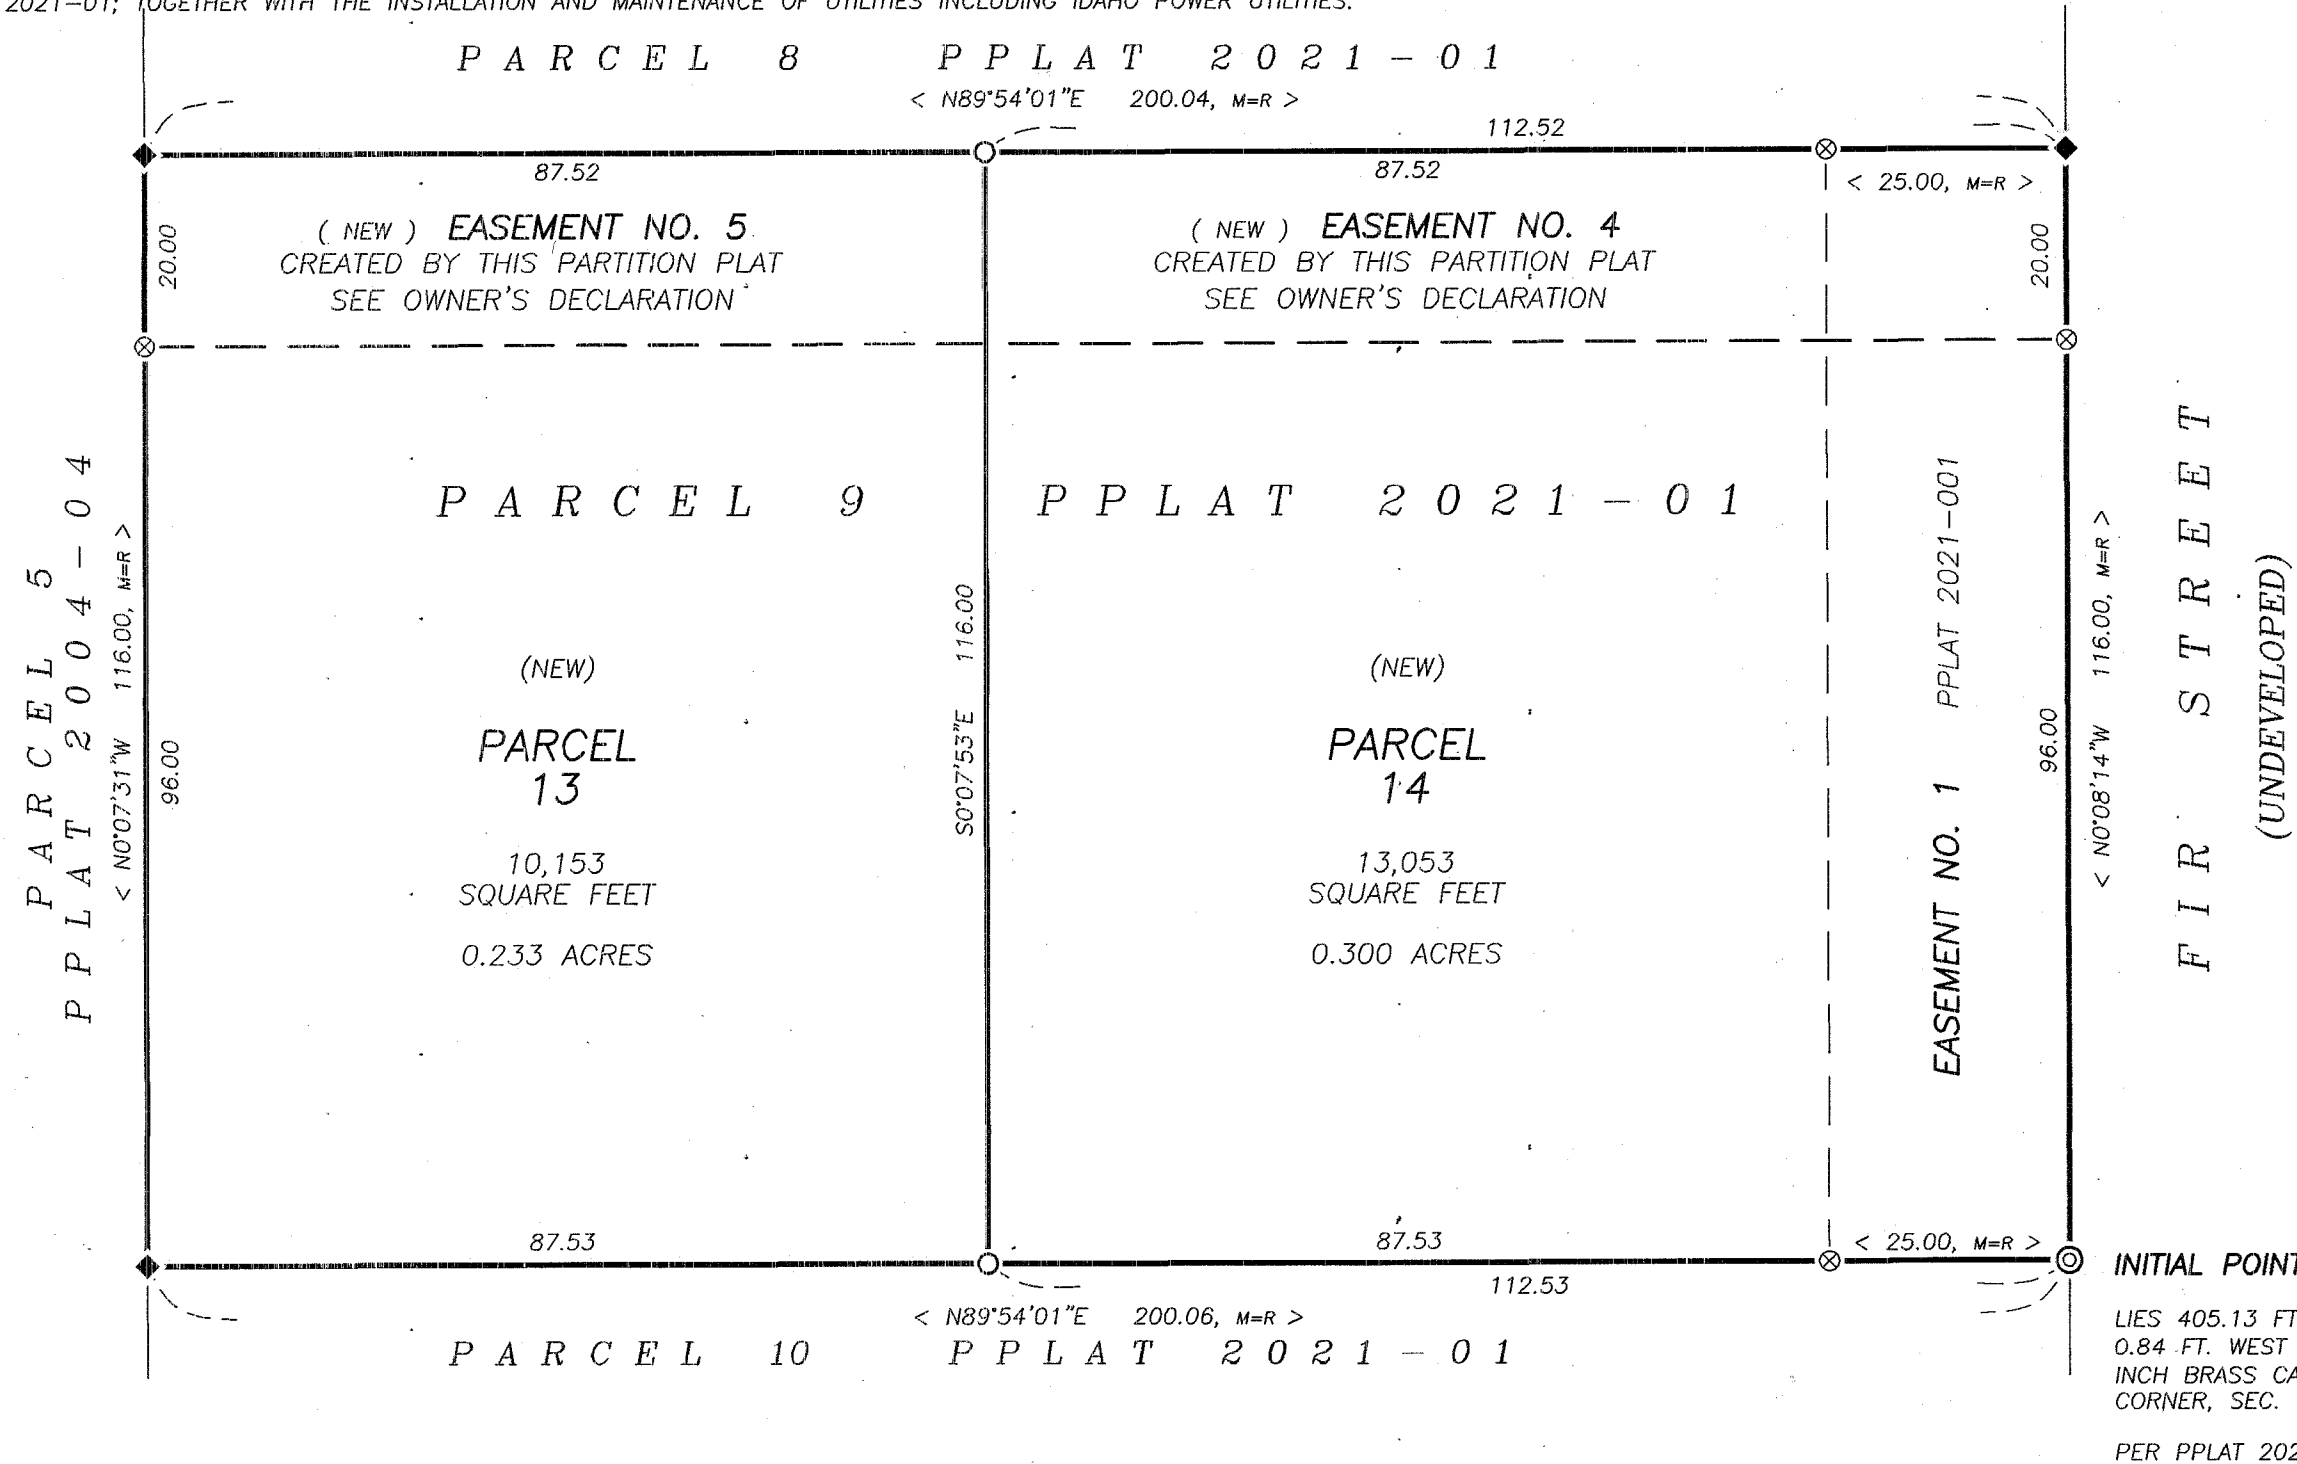 2021-01; TOGETHER WITH THE INSTALLATION AND MAINTENANCE OF UTILITIES INCLUDING IDAHO POWER UTILITIES.
PARCEL 8 PPLAT 2021-01
< N89°54'01"E 200.04, M=R >
112.52
87.52
87.52
< 25.00, M=R >
20.00
( NEW ) EASEMENT NO. 5
CREATED BY THIS PARTITION PLAT
SEE OWNER'S DECLARATION
( NEW ) EASEMENT NO. 4
CREATED BY THIS PARTITION PLAT
SEE OWNER'S DECLARATION
20.00
PARCEL 9 PPLAT 2021-01
PARCEL 5
PPLAT 2004-04
< N0°07'31"W 116.00, M=R >
96.00
(NEW)
PARCEL
13
10,153
SQUARE FEET
0.233 ACRES
S0°07'53"E 116.00
(NEW)
PARCEL
14
13,053
SQUARE FEET
0.300 ACRES
EASEMENT NO. 1 PPLAT 2021-001
96.00
< N0°08'14"W 116.00, M=R >
FIR STREET
(UNDEVELOPED)
87.53
87.53
< 25.00, M=R >
112.53
< N89°54'01"E 200.06, M=R >
PARCEL 10 PPLAT 2021-01
INITIAL POINT
LIES 405.13 FT
0.84 FT. WEST
INCH BRASS CA
CORNER, SEC.
PER PPLAT 202